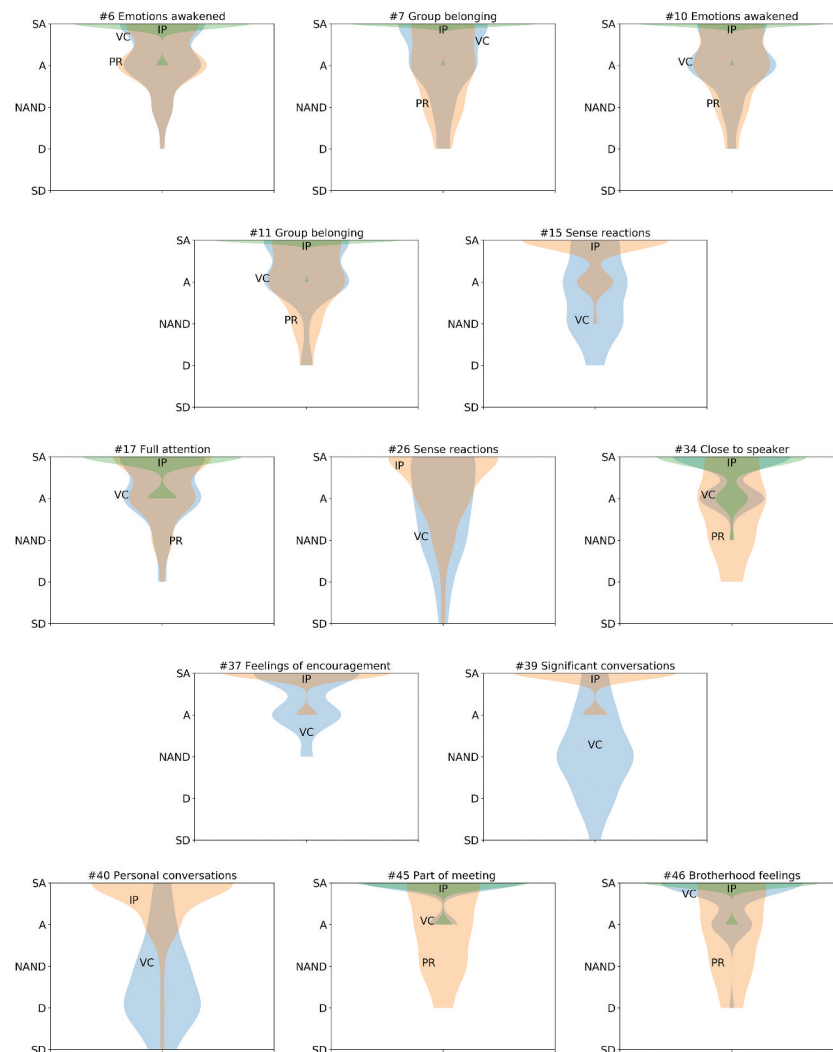 #6 Emotions awakened
SA
IP
VC
A
PR
NAND
D
SD
#7 Group belonging
SA
IP
VC
A
PR
NAND
D
SD
#10 Emotions awakened
SA
IP
VC
A
PR
NAND
D
SD
#11 Group belonging
SA
IP
VC
A
PR
NAND
D
SD
#15 Sense reactions
SA
IP
A
VC
NAND
D
SD
#17 Full attention
SA
IP
VC
A
NAND
PR
D
SD
#26 Sense reactions
SA
IP
A
VC
NAND
D
SD
#34 Close to speaker
SA
IP
VC
A
PR
NAND
D
SD
#37 Feelings of encouragement
SA
IP
A
VC
NAND
D
SD
#39 Significant conversations
SA
IP
A
VC
NAND
D
SD
#40 Personal conversations
SA
IP
A
VC
NAND
D
SD
#45 Part of meeting
SA
IP
VC
A
PR
NAND
D
SD
#46 Brotherhood feelings
SA
IP
VC
A
PR
NAND
D
SD